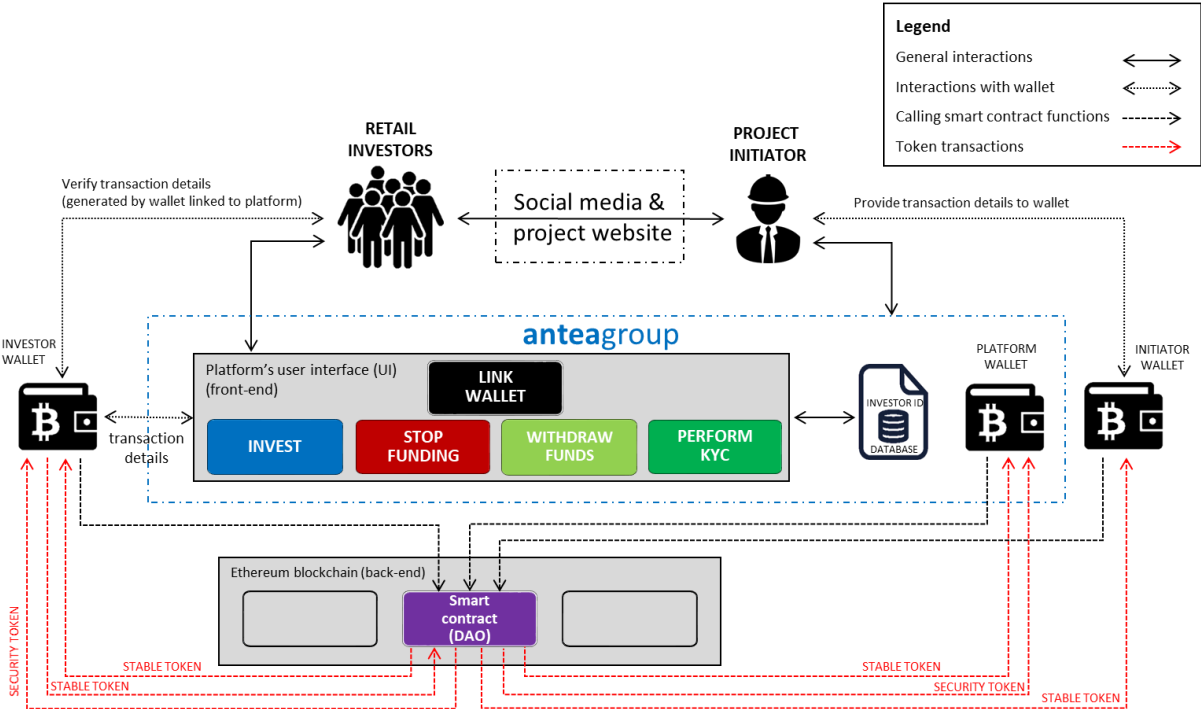 Legend
General interactions
Interactions with wallet
Calling smart contract functions
Token transactions
RETAIL
INVESTORS
PROJECT
INITIATOR
Verify transaction details
(generated by wallet linked to platform)
Social media &
project website
Provide transaction details to wallet
anteagroup
INVESTOR
WALLET
Platform's user interface (UI)
(front-end)
LINK
WALLET
INVEST
STOP
FUNDING
WITHDRAW
FUNDS
PERFORM
KYC
INVESTOR ID
DATABASE
PLATFORM
WALLET
INITIATOR
WALLET
transaction
details
Ethereum blockchain (back-end)
Smart
contract
(DAO)
SECURITY TOKEN
STABLE TOKEN
STABLE TOKEN
STABLE TOKEN
SECURITY TOKEN
STABLE TOKEN